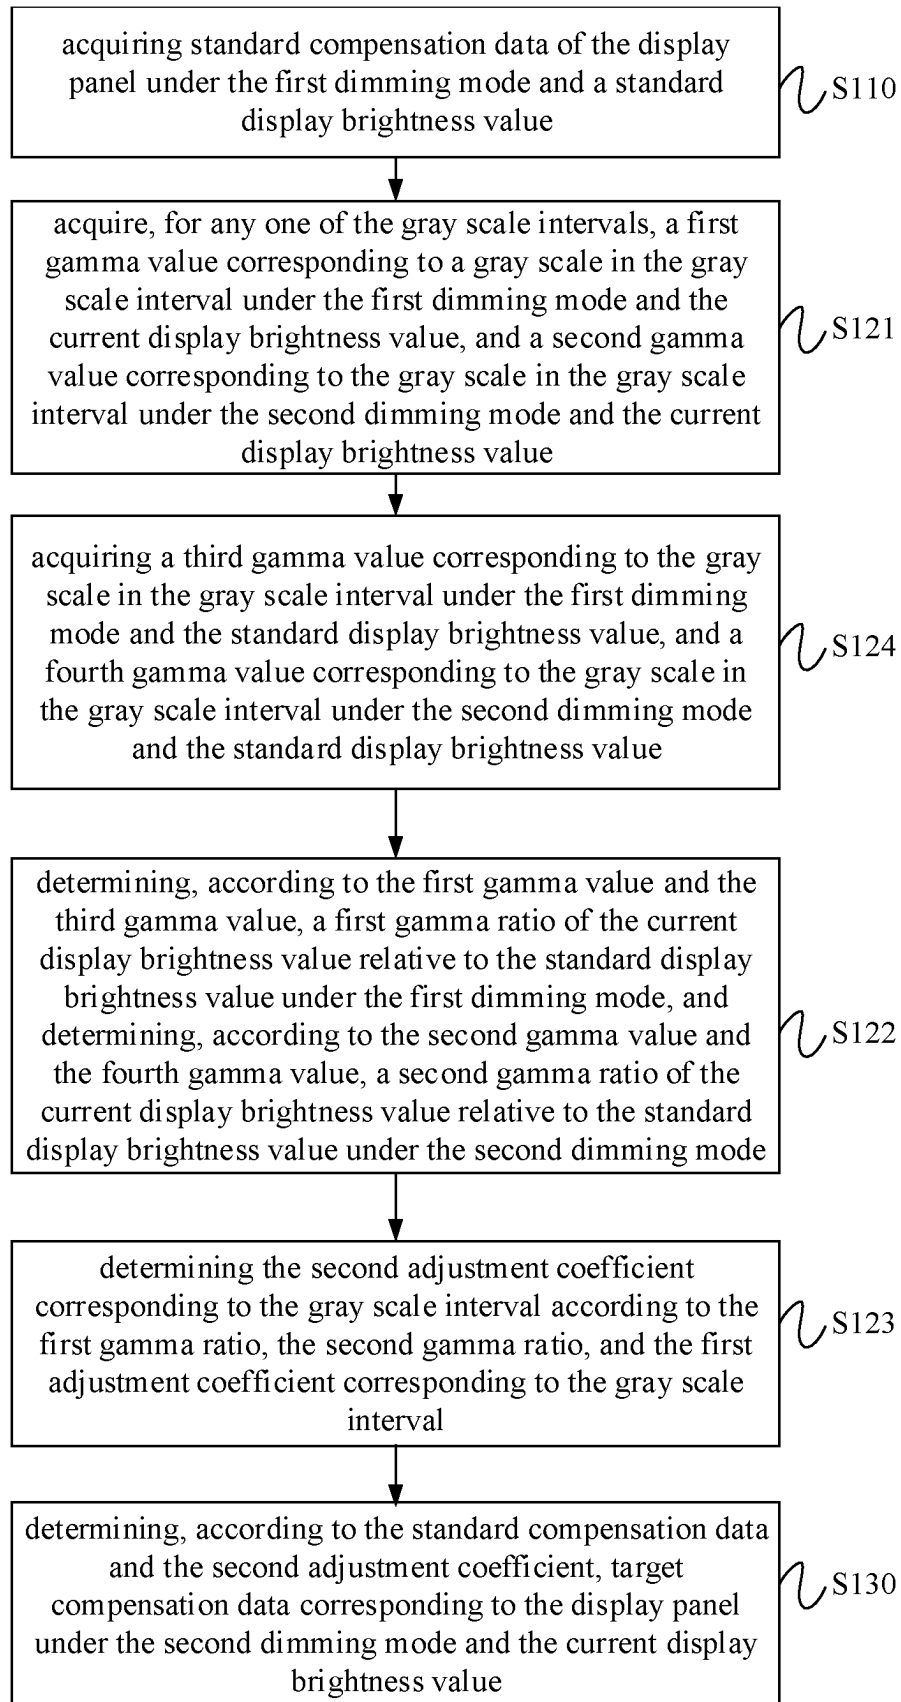 acquiring standard compensation data of the display
panel under the first dimming mode and a standard
display brightness value
S110
acquire, for any one of the gray scale intervals, a first
gamma value corresponding to a gray scale in the gray
scale interval under the first dimming mode and the
current display brightness value, and a second gamma
value corresponding to the gray scale in the gray scale
interval under the second dimming mode and the current
display brightness value
S121
acquiring a third gamma value corresponding to the gray
scale in the gray scale interval under the first dimming
mode and the standard display brightness value, and a
fourth gamma value corresponding to the gray scale in
the gray scale interval under the second dimming mode
and the standard display brightness value
S124
determining, according to the first gamma value and the
third gamma value, a first gamma ratio of the current
display brightness value relative to the standard display
brightness value under the first dimming mode, and
determining, according to the second gamma value and
the fourth gamma value, a second gamma ratio of the
current display brightness value relative to the standard
display brightness value under the second dimming mode
S122
determining the second adjustment coefficient
corresponding to the gray scale interval according to the
first gamma ratio, the second gamma ratio, and the first
adjustment coefficient corresponding to the gray scale
interval
S123
determining, according to the standard compensation data
and the second adjustment coefficient, target
compensation data corresponding to the display panel
under the second dimming mode and the current display
brightness value
S130